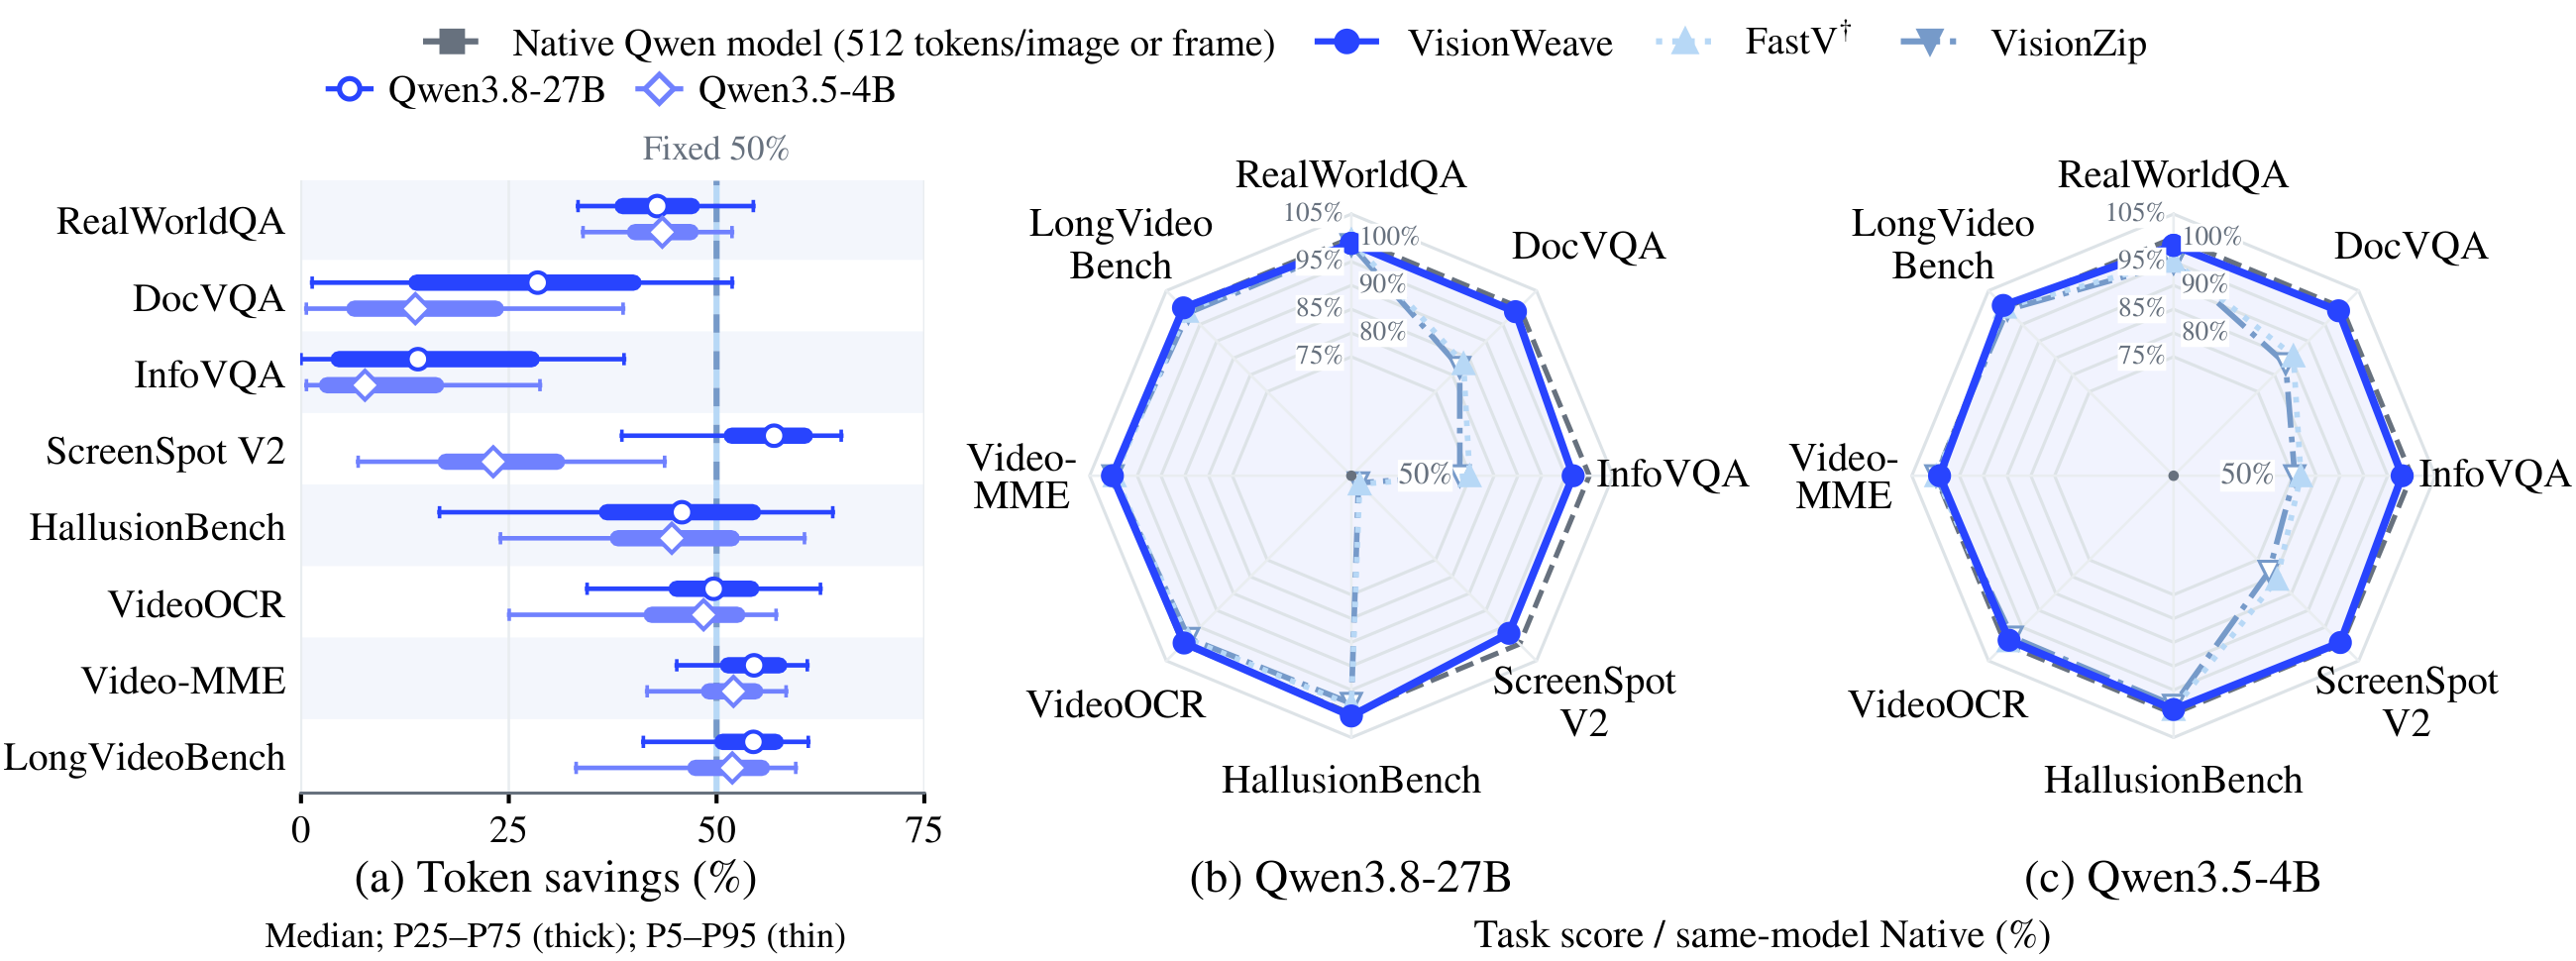 Native Qwen model (512 tokens/image or frame) VisionWeave FastV† VisionZip
Qwen3.8-27B Qwen3.5-4B
Fixed 50%
RealWorldQA
DocVQA
InfoVQA
ScreenSpot V2
HallusionBench
VideoOCR
Video-MME
LongVideoBench
0 25 50 75
(a) Token savings (%)
Median; P25–P75 (thick); P5–P95 (thin)
RealWorldQA
DocVQA
InfoVQA
ScreenSpot
V2
HallusionBench
VideoOCR
Video-
MME
LongVideo
Bench
105%
100%
95%
90%
85%
80%
75%
50%
(b) Qwen3.8-27B
RealWorldQA
DocVQA
InfoVQA
ScreenSpot
V2
HallusionBench
VideoOCR
Video-
MME
LongVideo
Bench
105%
100%
95%
90%
85%
80%
75%
50%
(c) Qwen3.5-4B
Task score / same-model Native (%)